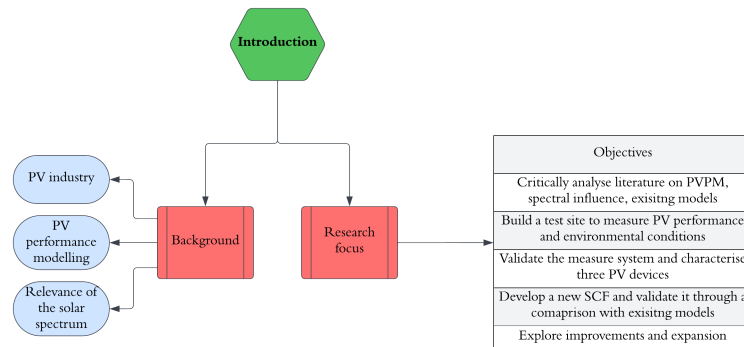 Introduction
PV industry
PV
performance
modelling
Relevance of
the solar
spectrum
Background
Research
focus
Objectives
Critically analyse literature on PVPM,
spectral influence, exisiting models
Build a test site to measure PV performance
and environmental conditions
Validate the measure system and characterise
three PV devices
Develop a new SCF and validate it through a
comaprison with exisitng models
Explore improvements and expansion